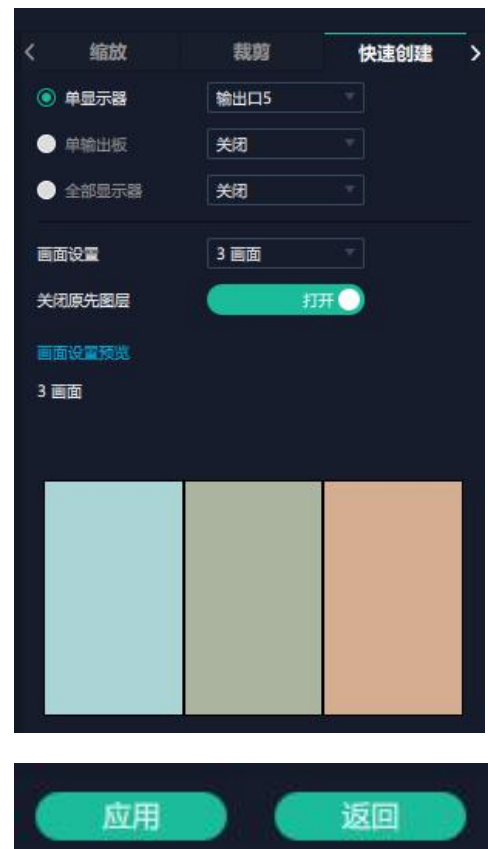 < 缩放 裁剪 快速创建 >
单显示器 输出口5
单输出板 关闭
全部显示器 关闭
画面设置 3 画面
关闭原先图层 打开
画面设置预览
3 画面
应用 返回